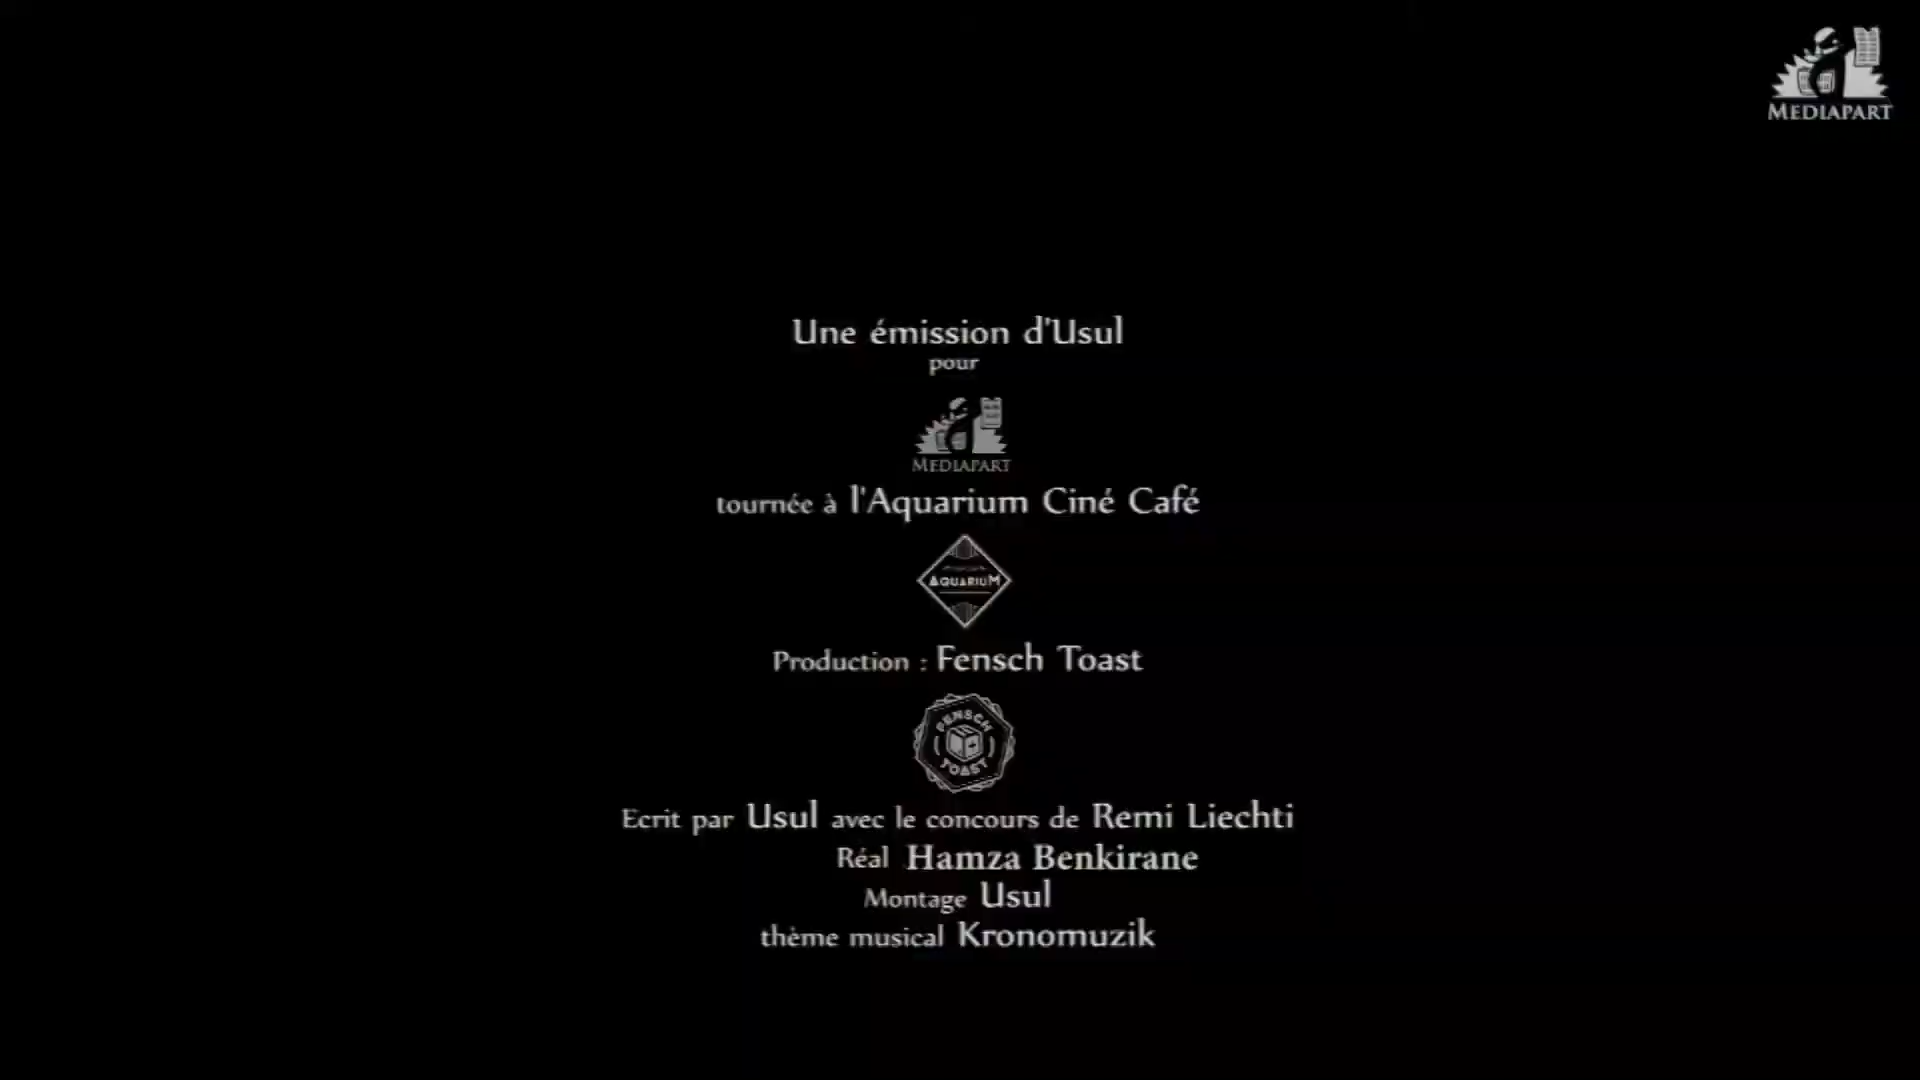 MEDIAPART
Une émission d'Usul
pour
MEDIAPART
tournée à l'Aquarium Ciné Café
AQUARIUM
Production : Fensch Toast
FENSCH
TOAST
Ecrit par Usul avec le concours de Remi Liechti
Réal Hamza Benkirane
Montage Usul
thème musical Kronomuzik